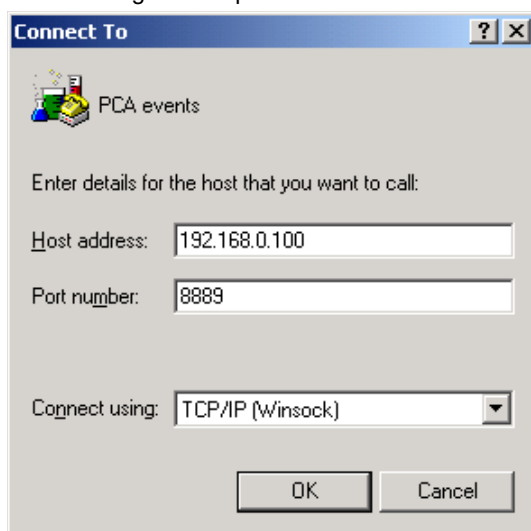 Connect To
PCA events
Enter details for the host that you want to call:
Host address: 192.168.0.100
Port number: 8889
Connect using: TCP/IP (Winsock)
OK Cancel